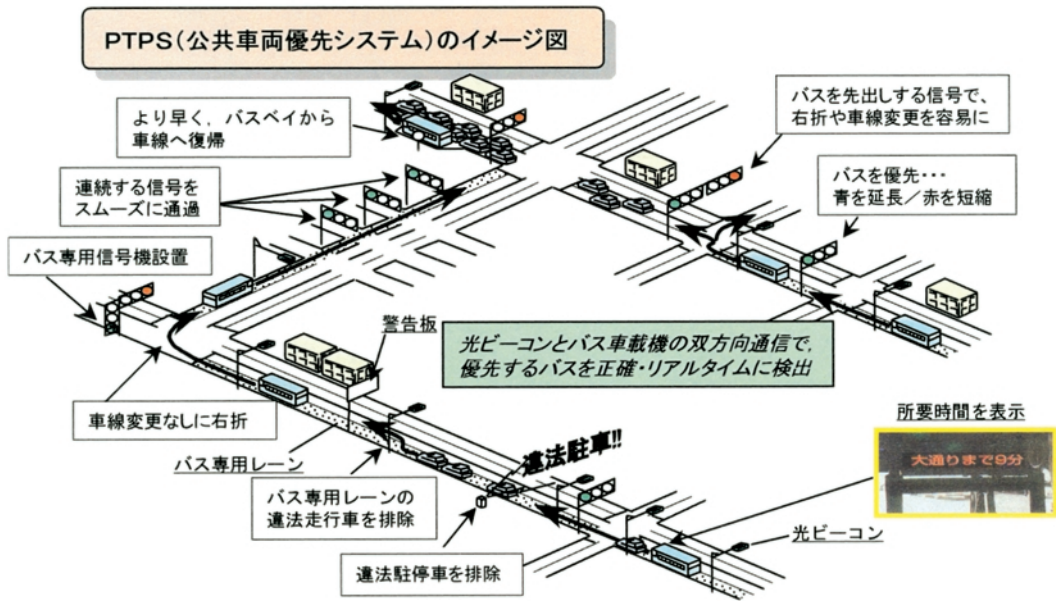 PTPS(公共車両優先システム)のイメージ図
より早く，バスベイから
車線へ復帰
連続する信号を
スムーズに通過
バス専用信号機設置
バスを先出しする信号で、
右折や車線変更を容易に
バスを優先･･･
青を延長／赤を短縮
警告板
光ビーコンとバス車載機の双方向通信で，
優先するバスを正確・リアルタイムに検出
車線変更なしに右折
バス専用レーン
バス専用レーンの
違法走行車を排除
違法駐車!!
違法駐停車を排除
所要時間を表示
大通りまで9分
光ビーコン